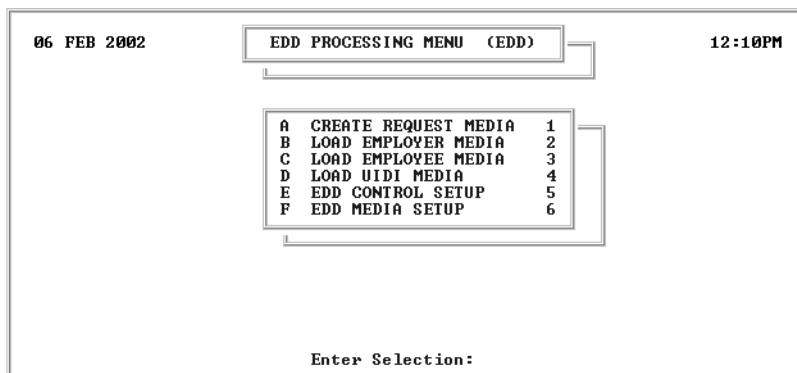 06 FEB 2002 EDD PROCESSING MENU (EDD) 12:10PM
A CREATE REQUEST MEDIA 1
B LOAD EMPLOYER MEDIA 2
C LOAD EMPLOYEE MEDIA 3
D LOAD UIDI MEDIA 4
E EDD CONTROL SETUP 5
F EDD MEDIA SETUP 6
Enter Selection: